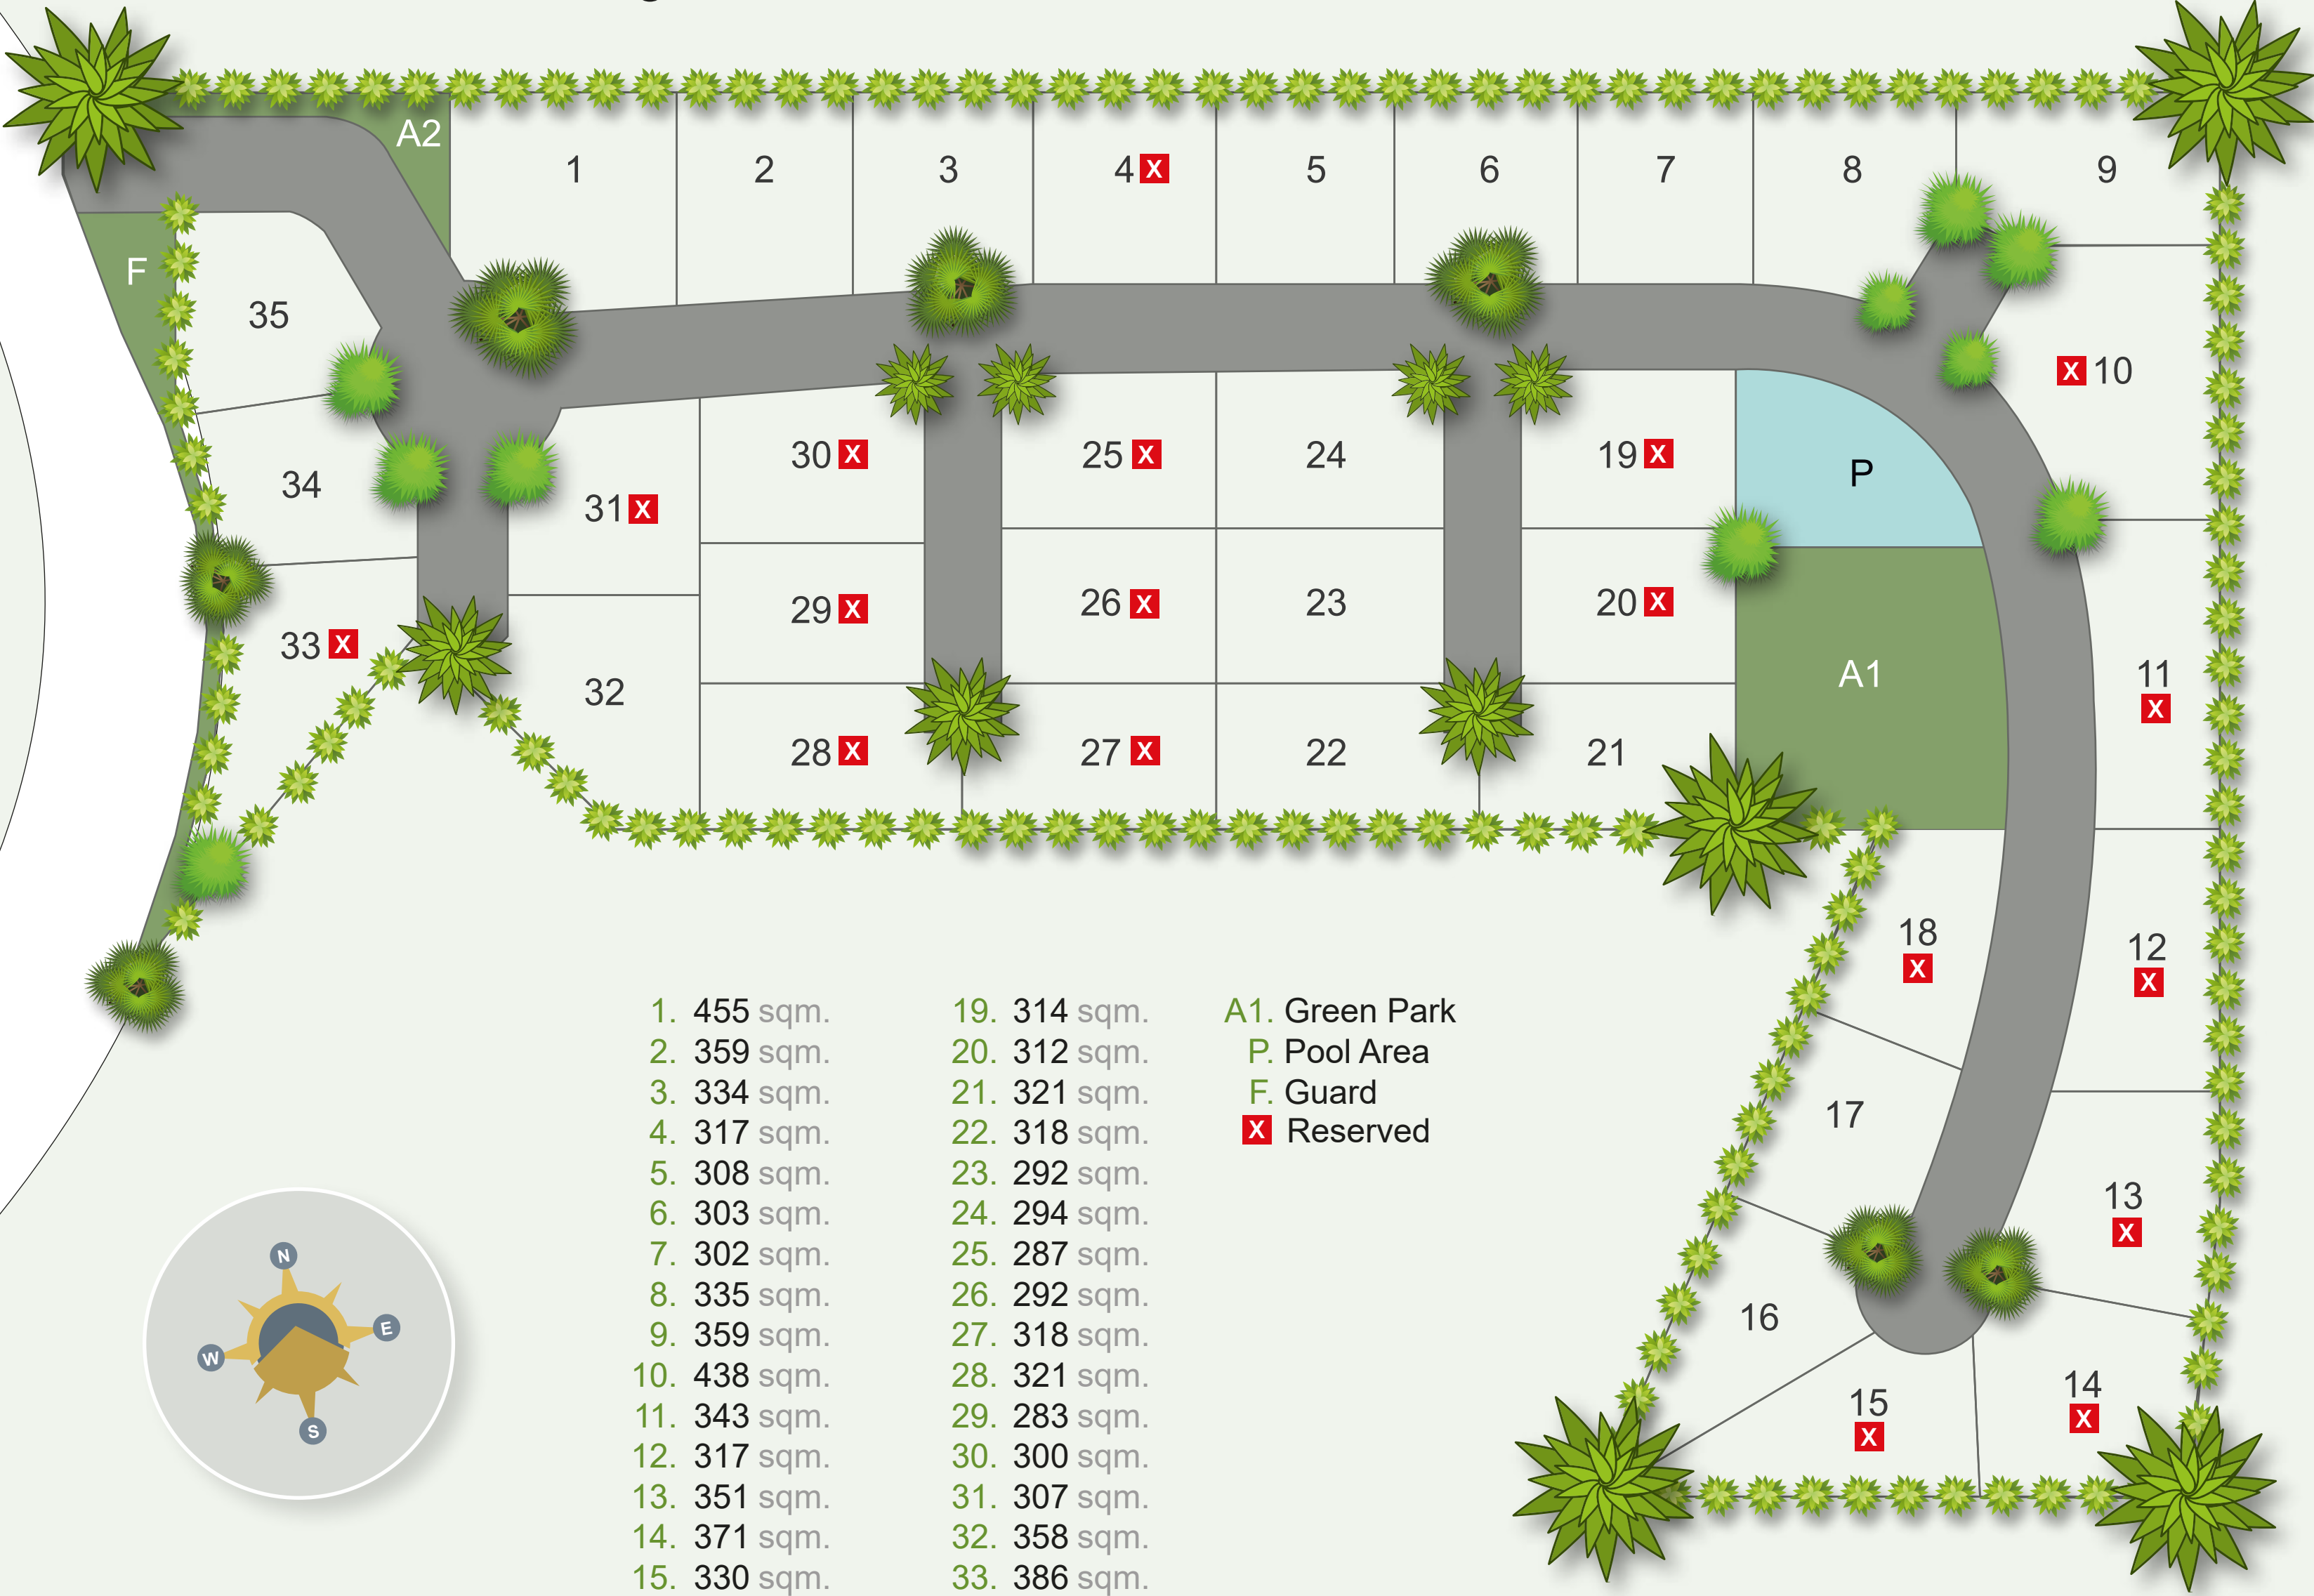 A2
1
2
3
4 X
5
6
7
8
9
F
35
X 10
34
31 X
30 X
25 X
24
19 X
P
33 X
29 X
26 X
23
20 X
A1
11
X
32
28 X
27 X
22
21
18
X
12
X
17
13
X
16
15
X
14
X
1. 455 sqm.
2. 359 sqm.
3. 334 sqm.
4. 317 sqm.
5. 308 sqm.
6. 303 sqm.
7. 302 sqm.
8. 335 sqm.
9. 359 sqm.
10. 438 sqm.
11. 343 sqm.
12. 317 sqm.
13. 351 sqm.
14. 371 sqm.
15. 330 sqm.
19. 314 sqm.
20. 312 sqm.
21. 321 sqm.
22. 318 sqm.
23. 292 sqm.
24. 294 sqm.
25. 287 sqm.
26. 292 sqm.
27. 318 sqm.
28. 321 sqm.
29. 283 sqm.
30. 300 sqm.
31. 307 sqm.
32. 358 sqm.
33. 386 sqm.
A1. Green Park
P. Pool Area
F. Guard
X Reserved
N
E
W
S